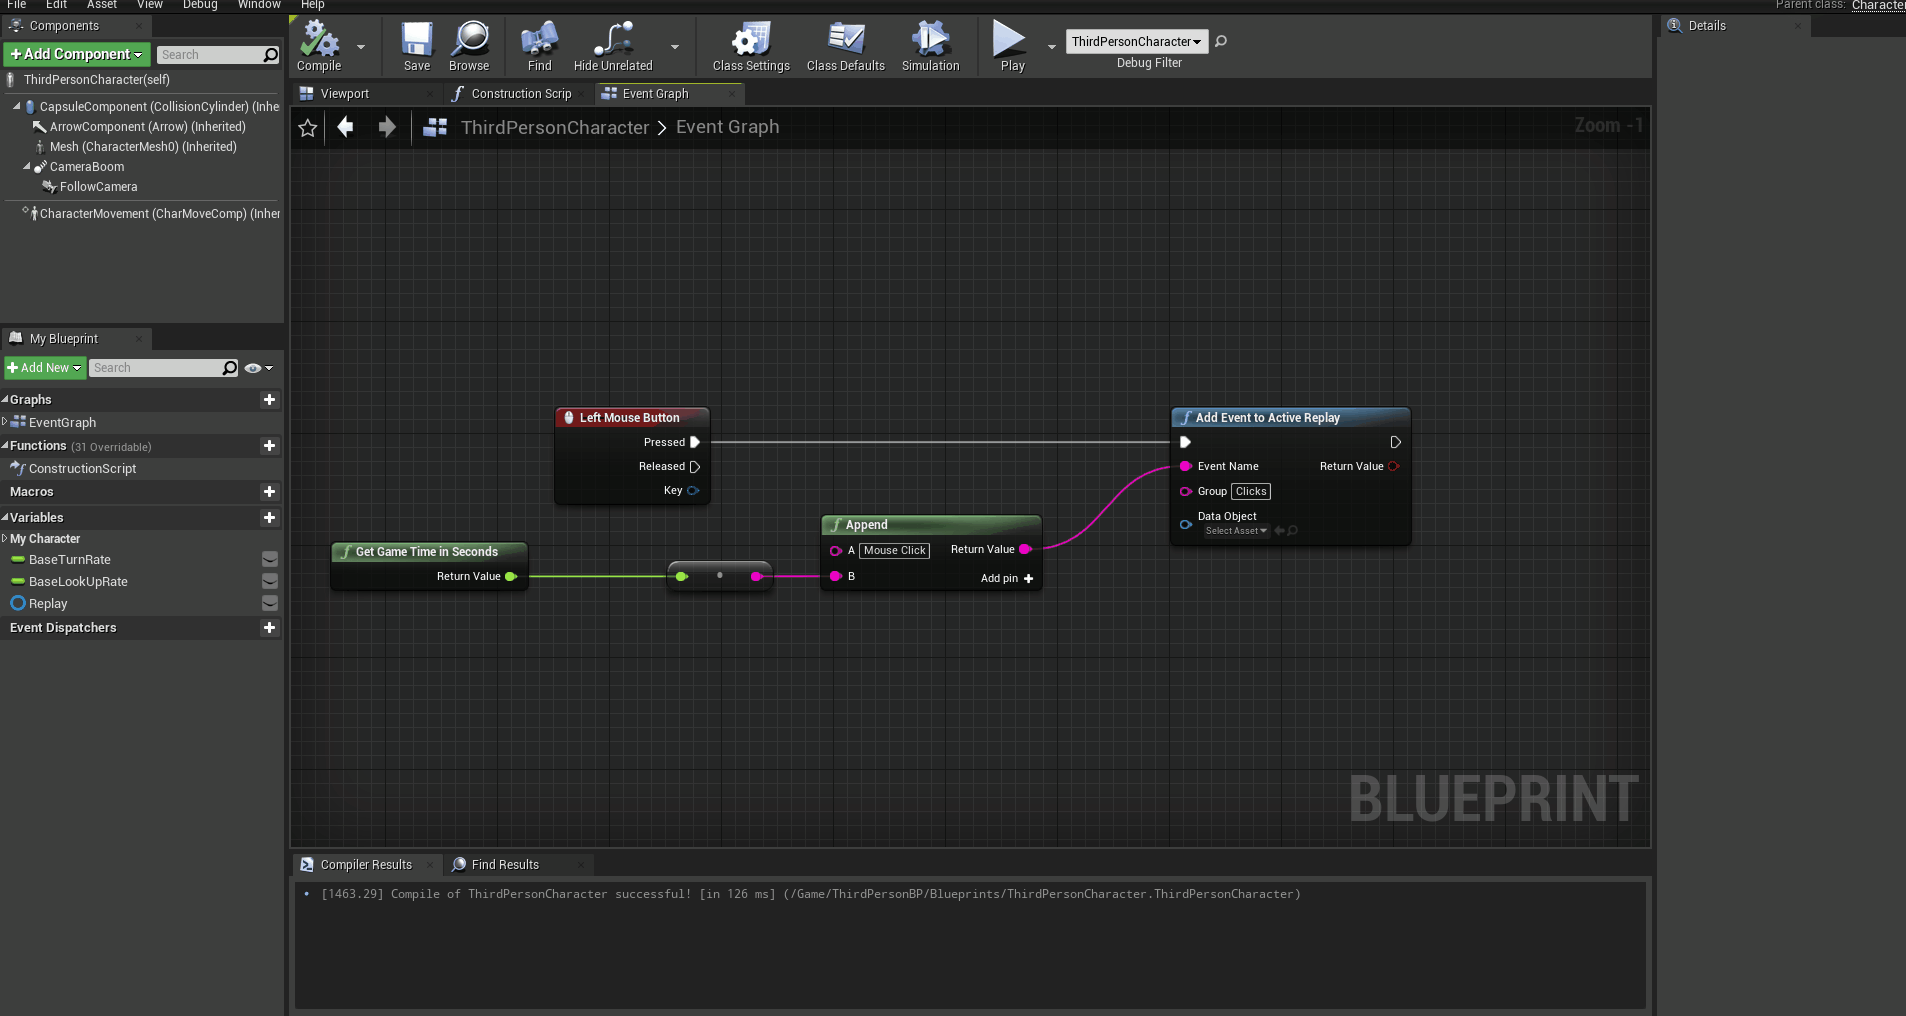 File Edit Asset View Debug Window Help
Parent class: Character
Components
Details
+ Add Component
Search
Compile
Save
Browse
Find
Hide Unrelated
Class Settings
Class Defaults
Simulation
Play
ThirdPersonCharacter
Debug Filter
ThirdPersonCharacter(self)
CapsuleComponent (CollisionCylinder) (Inhe
ArrowComponent (Arrow) (Inherited)
Mesh (CharacterMesh0) (Inherited)
CameraBoom
FollowCamera
CharacterMovement (CharMoveComp) (Inher
Viewport
Construction Scrip
Event Graph
ThirdPersonCharacter > Event Graph
Zoom -1
My Blueprint
+ Add New
Search
Graphs
EventGraph
Functions (31 Overridable)
ConstructionScript
Macros
Variables
My Character
BaseTurnRate
BaseLookUpRate
Replay
Event Dispatchers
Left Mouse Button
Pressed
Released
Key
Get Game Time in Seconds
Return Value
Append
A Mouse Click
Return Value
B
Add pin +
Add Event to Active Replay
Event Name
Return Value
Group Clicks
Data Object
Select Asset
BLUEPRINT
Compiler Results
Find Results
[1463.29] Compile of ThirdPersonCharacter successful! [in 126 ms] (/Game/ThirdPersonBP/Blueprints/ThirdPersonCharacter.ThirdPersonCharacter)